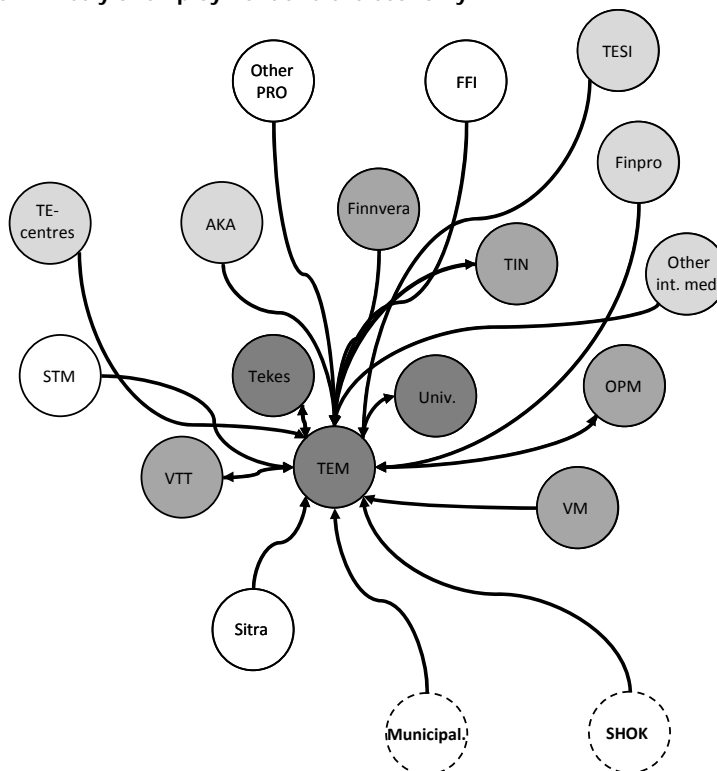 TESI
Other
PRO
FFI
Finpro
TE-
centres
AKA
Finnvera
TIN
Other
int. med
STM
Tekes
Univ.
OPM
VTT
TEM
VM
Sitra
Municipal.
SHOK